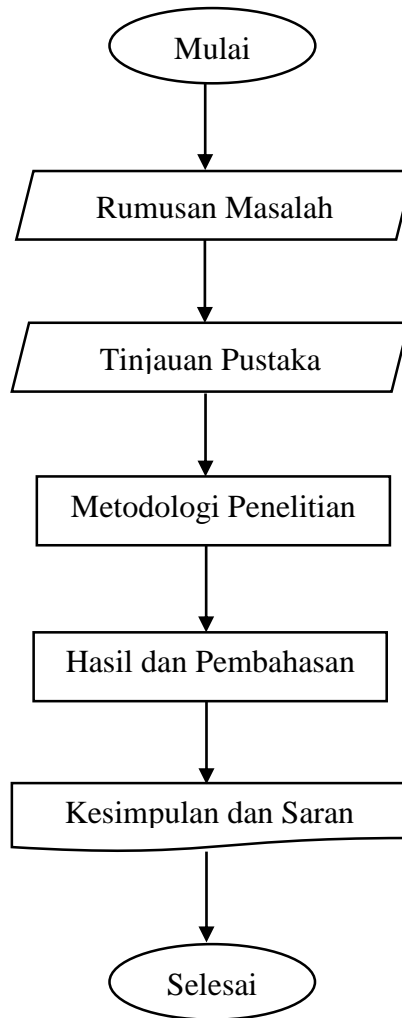 Mulai
Rumusan Masalah
Tinjauan Pustaka
Metodologi Penelitian
Hasil dan Pembahasan
Kesimpulan dan Saran
Selesai